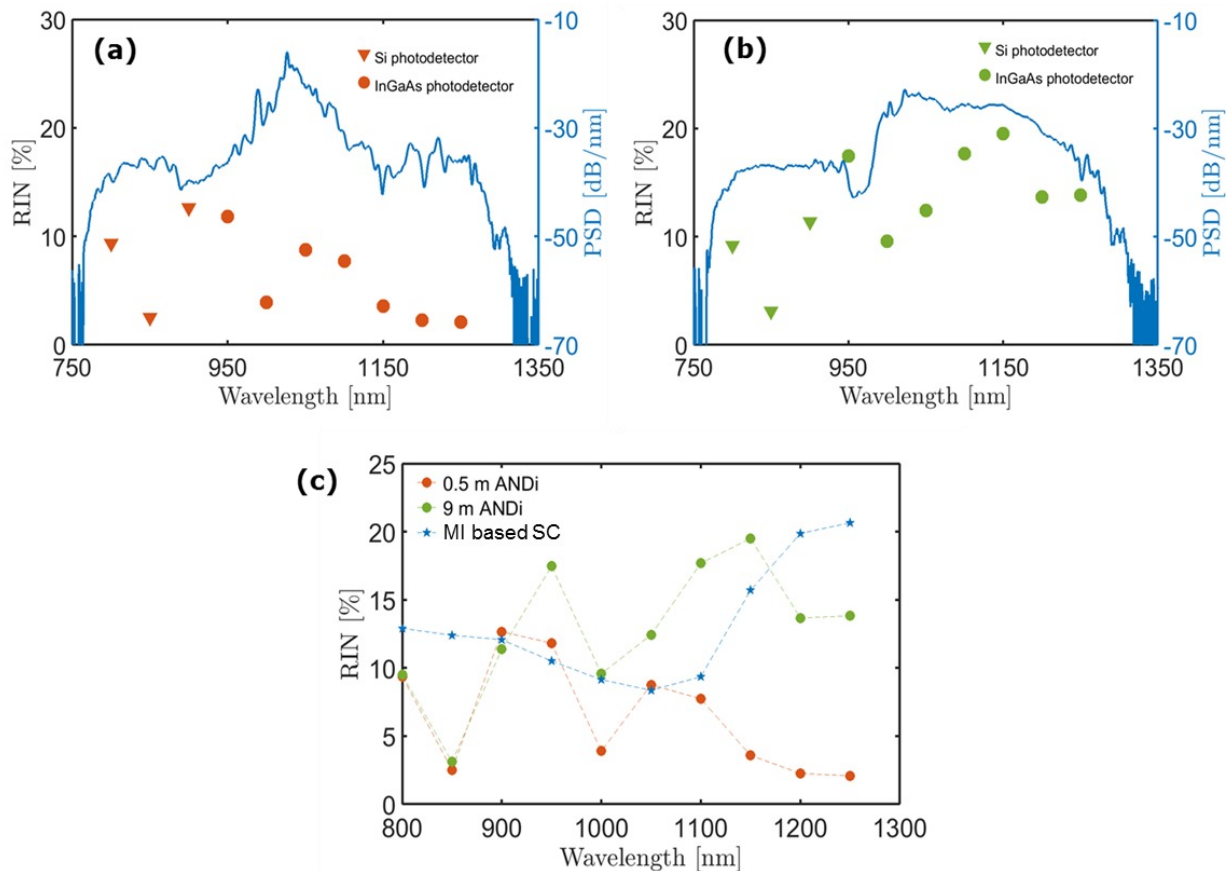 (a)
Si photodetector
InGaAs photodetector
RIN [%]
30
20
10
0
750
950
1150
1350
Wavelength [nm]
-10
-30
-50
-70
PSD [dB/nm]
(b)
Si photodetector
InGaAs photodetector
RIN [%]
30
20
10
0
750
950
1150
1350
Wavelength [nm]
-10
-30
-50
-70
PSD [dB/nm]
(c)
0.5 m ANDi
9 m ANDi
MI based SC
RIN [%]
25
20
15
10
5
0
800
900
1000
1100
1200
1300
Wavelength [nm]